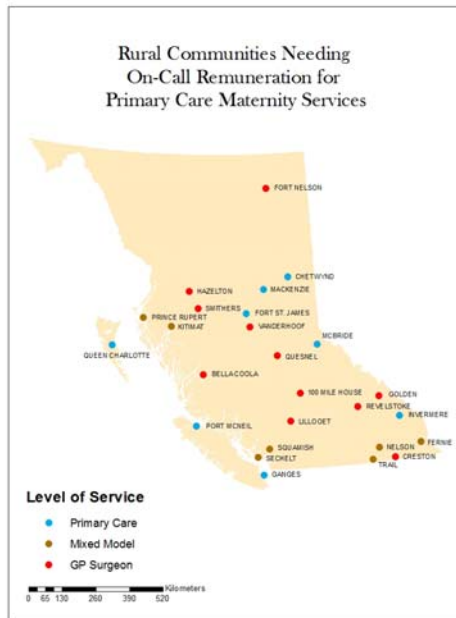 Rural Communities Needing
On-Call Remuneration for
Primary Care Maternity Services
FORT NELSON
CHETWYND
MACKENZIE
HAZELTON
SMITHERS
FORT ST. JAMES
PRINCE RUPERT
KITIMAT
VANDERHOOF
MCBRIDE
QUEEN CHARLOTTE
QUESNEL
BELLA COOLA
100 MILE HOUSE
GOLDEN
REVELSTOKE
INVERMERE
PORT MCNEIL
LILLOOET
FERNIE
SQUAMISH
NELSON
SECHELT
TRAIL
CRESTON
GANGES
Level of Service
Primary Care
Mixed Model
GP Surgeon
Kilometers
0 65 130 260 390 520